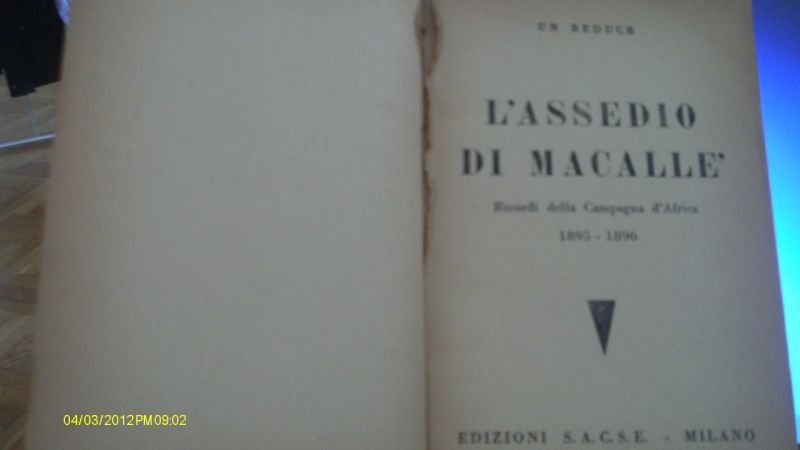 UN REDUCE
L'ASSEDIO
DI MACALLE'
Ricordi della Campagna d'Africa
1895 - 1896
EDIZIONI S.A.C.S.E. - MILANO
04/03/2012PM09:02